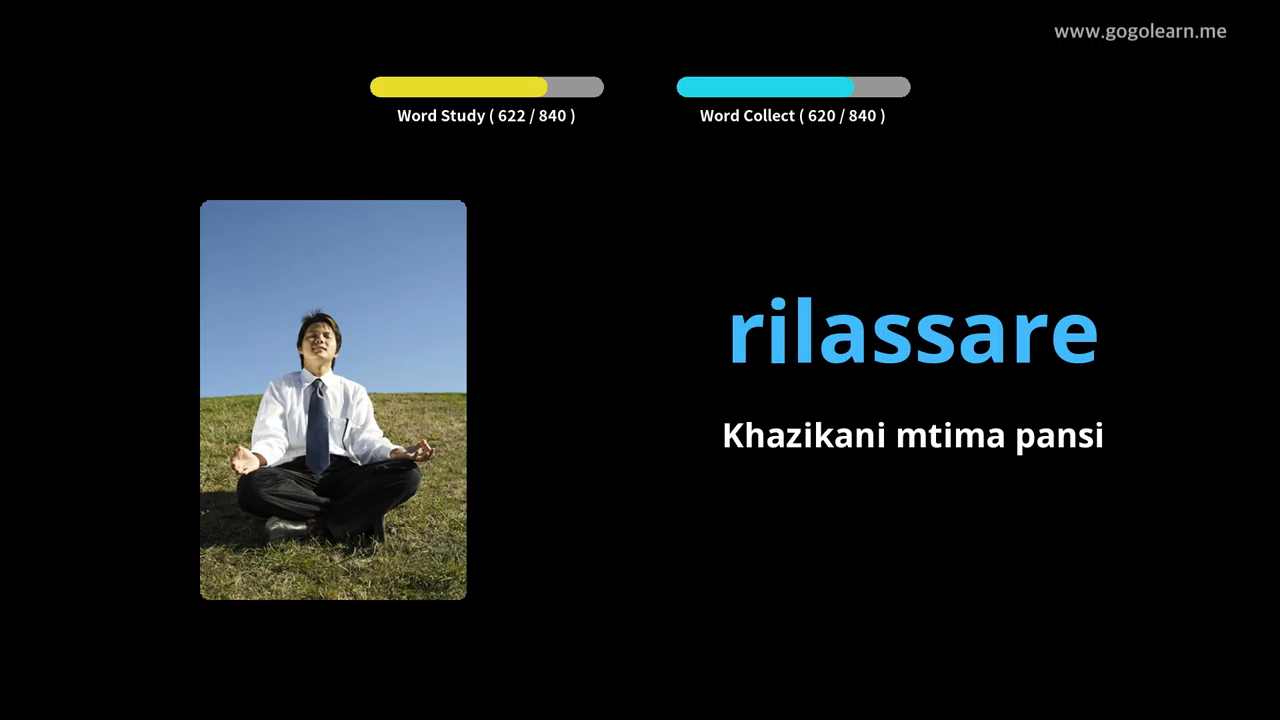 www.gogolearn.me
Word Study ( 622 / 840 )
Word Collect ( 620 / 840 )
rilassare
Khazikani mtima pansi